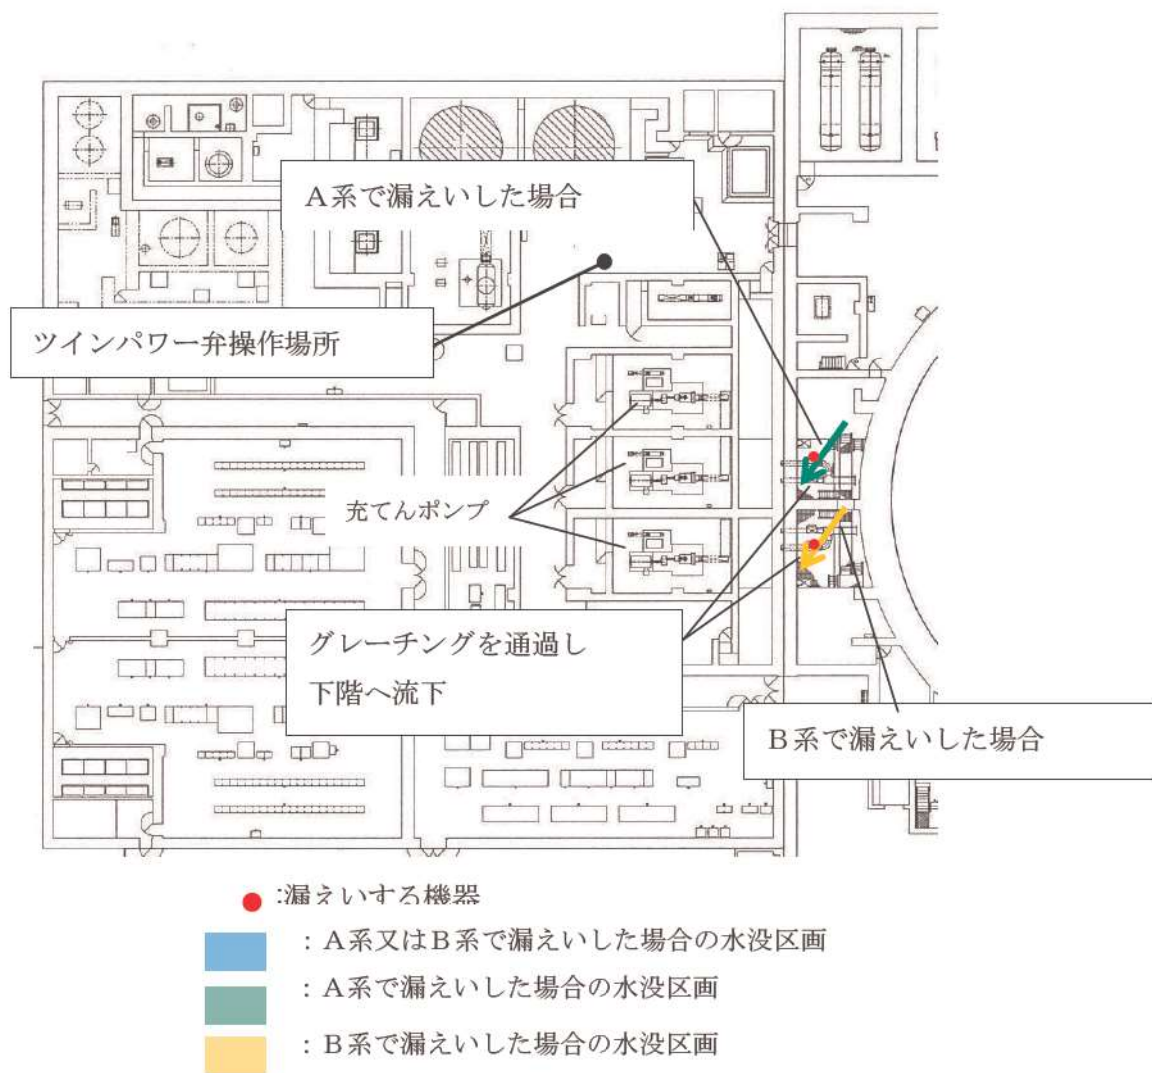 A系で漏えいした場合
ツインパワー弁操作場所
充てんポンプ
グレーチングを通過し
下階へ流下
B系で漏えいした場合
:漏えいする機器
：A系又はB系で漏えいした場合の水没区画
：A系で漏えいした場合の水没区画
：B系で漏えいした場合の水没区画